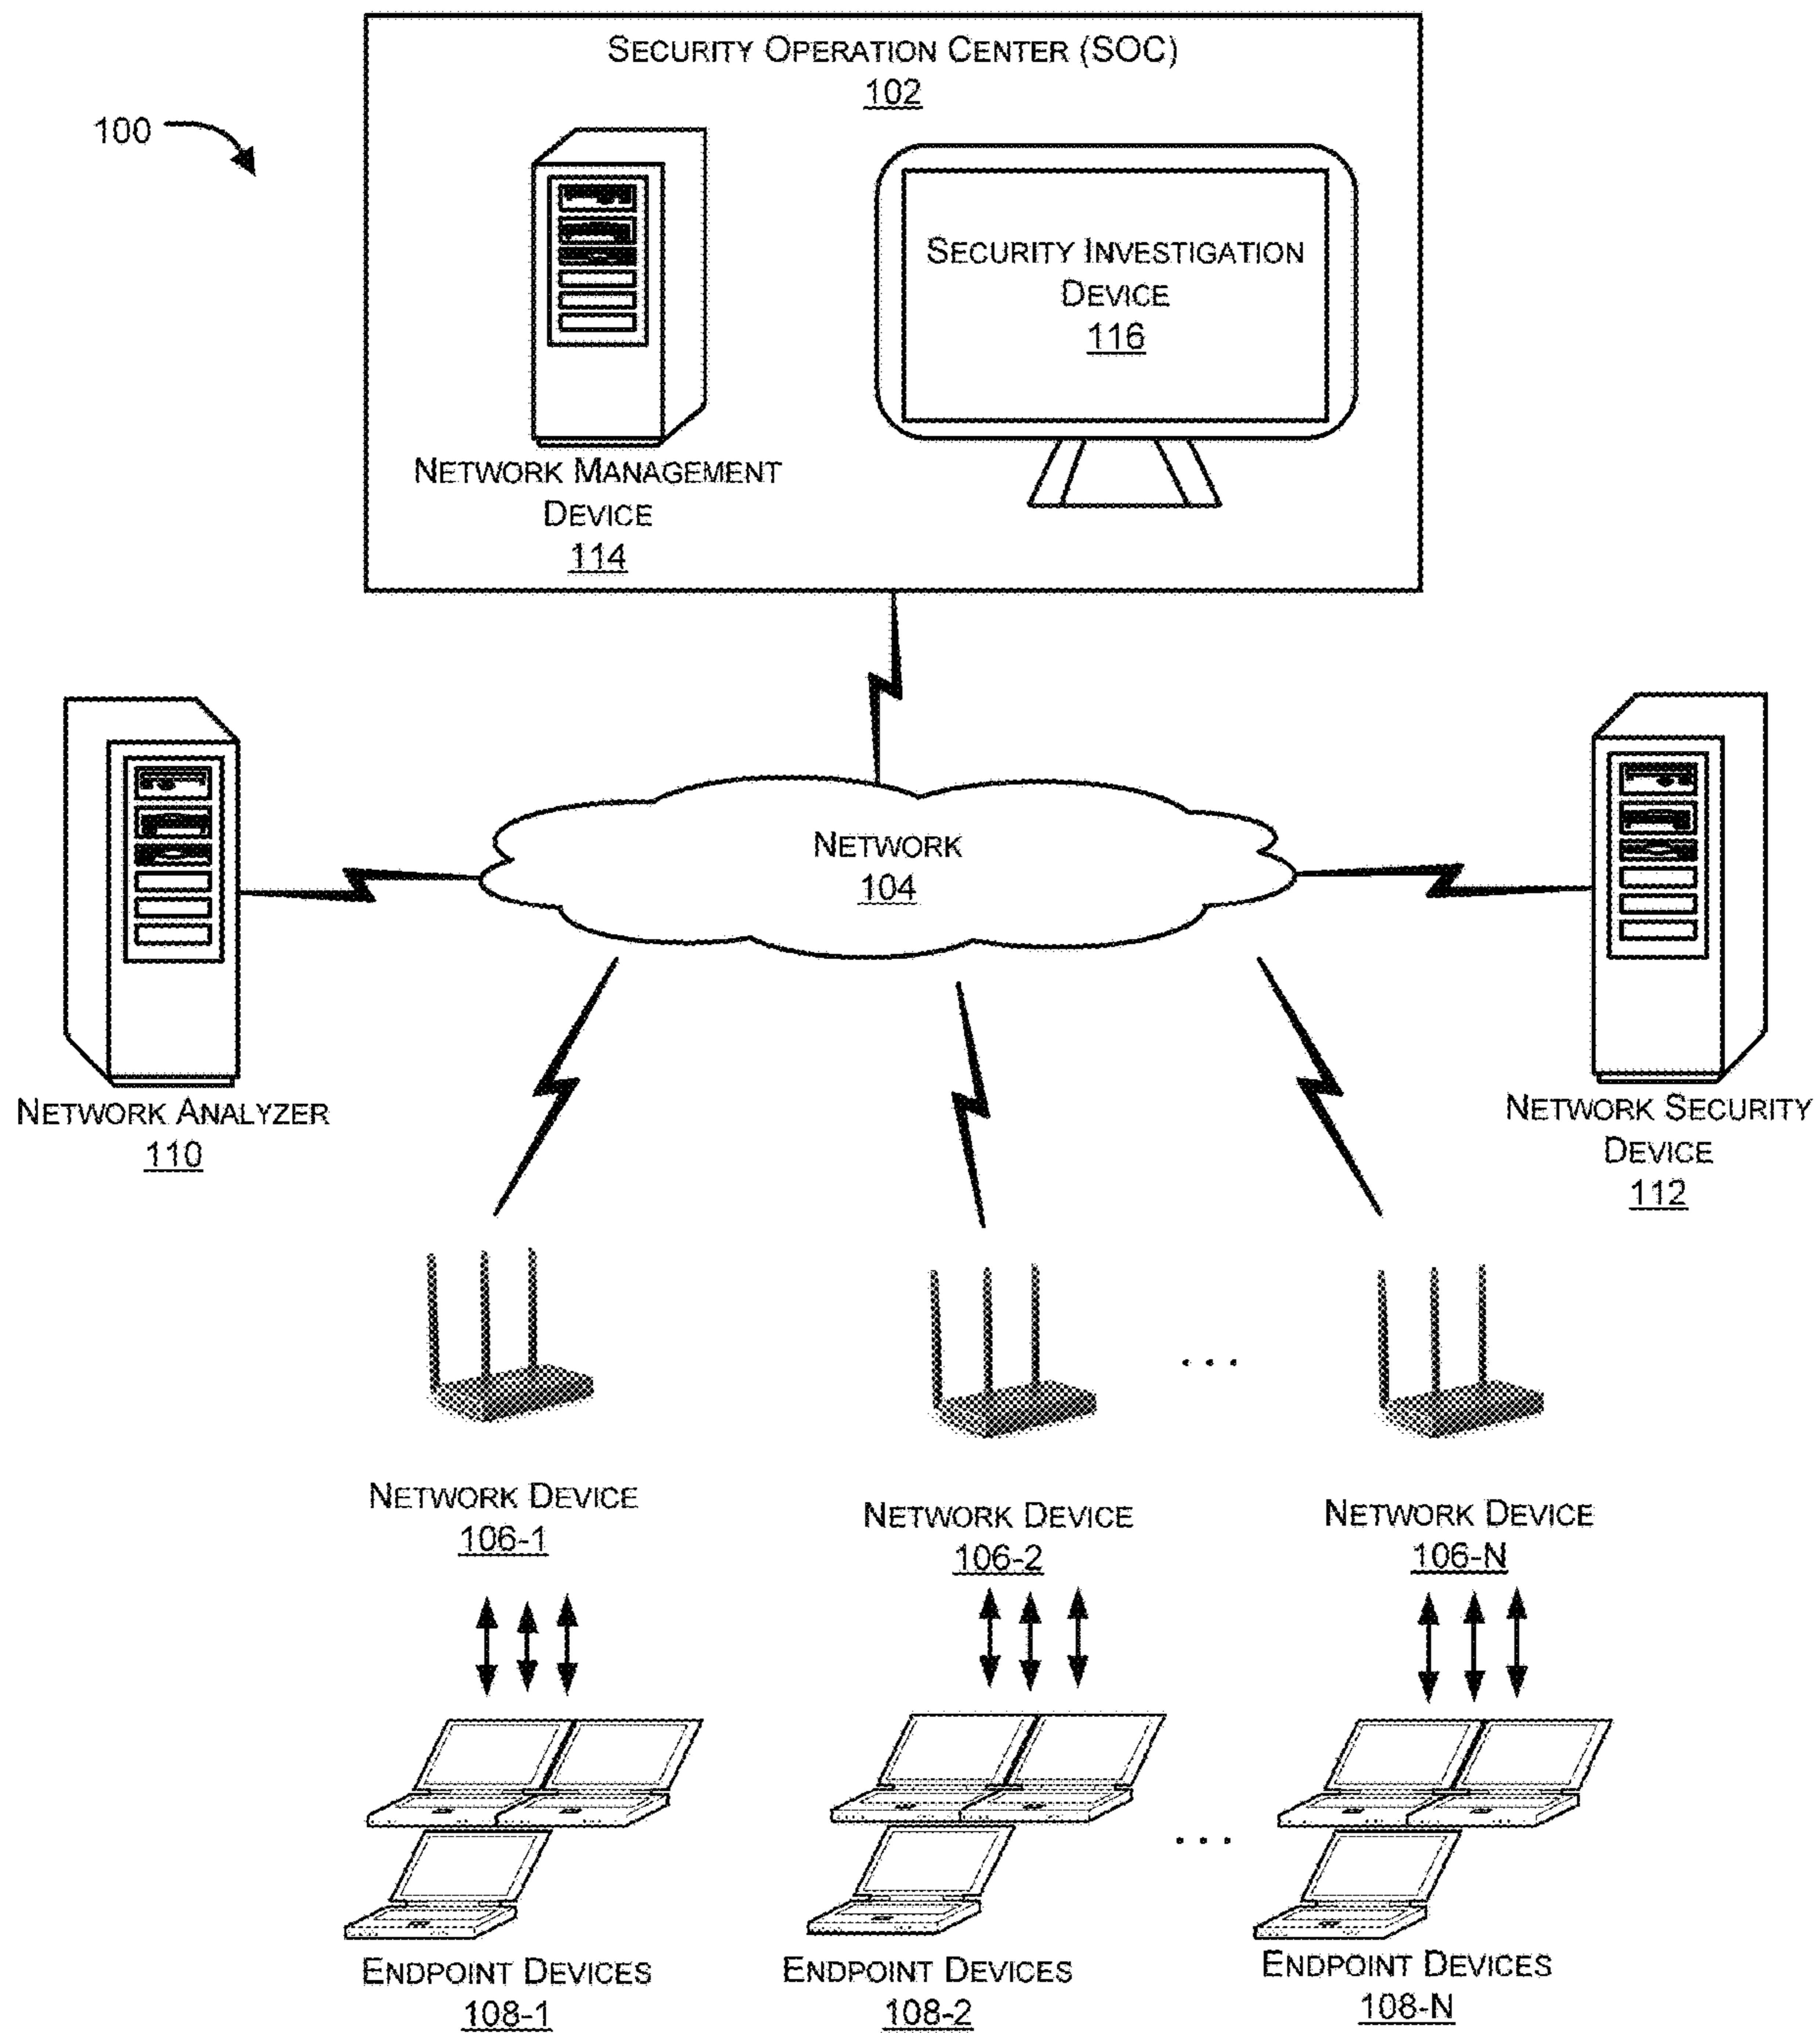 SECURITY OPERATION CENTER (SOC)
102
100
SECURITY INVESTIGATION
DEVICE
116
NETWORK MANAGEMENT
DEVICE
114
NETWORK
104
NETWORK ANALYZER
110
NETWORK SECURITY
DEVICE
112
...
NETWORK DEVICE
106-1
NETWORK DEVICE
106-2
NETWORK DEVICE
106-N
...
ENDPOINT DEVICES
108-1
ENDPOINT DEVICES
108-2
ENDPOINT DEVICES
108-N